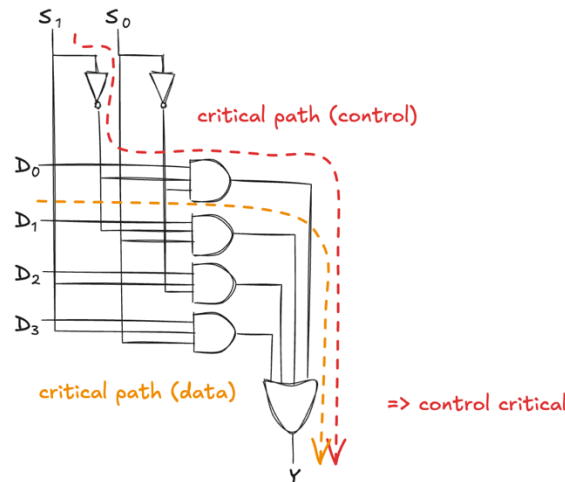 S₁ S₀
critical path (control)
D₀
D₁
D₂
D₃
critical path (data)
=> control critical
Y